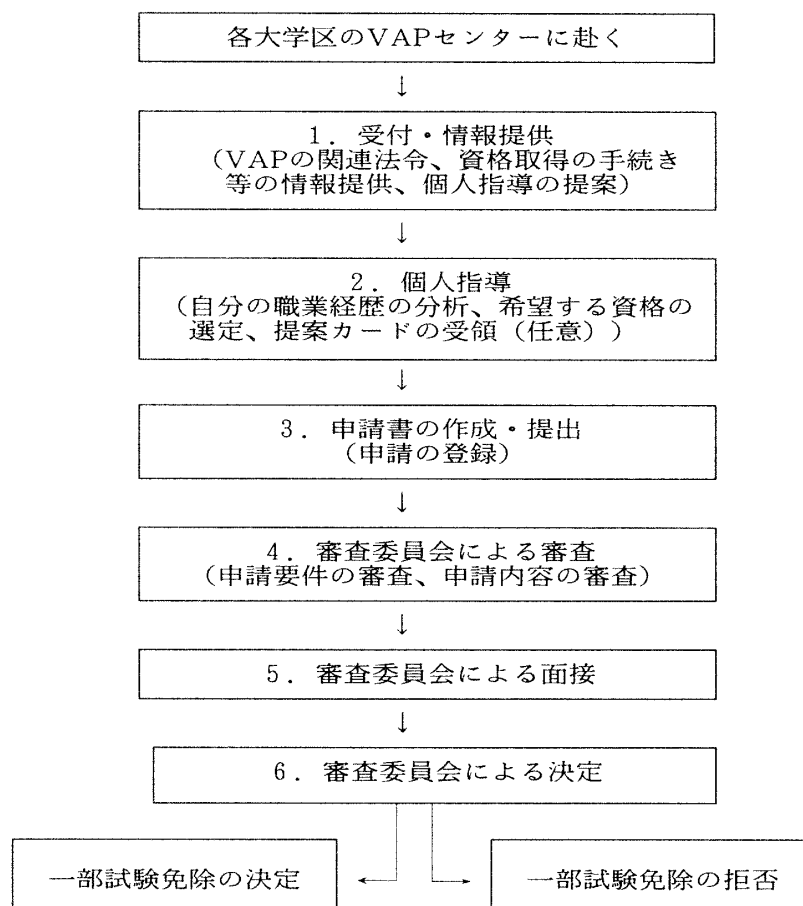 各大学区のVAPセンターに赴く
↓
1．受付・情報提供
（VAPの関連法令、資格取得の手続き
等の情報提供、個人指導の提案）
↓
2．個人指導
（自分の職業経歴の分析、希望する資格の
選定、提案カードの受領（任意））
↓
3．申請書の作成・提出
（申請の登録）
↓
4．審査委員会による審査
（申請要件の審査、申請内容の審査）
↓
5．審査委員会による面接
↓
6．審査委員会による決定
一部試験免除の決定
一部試験免除の拒否